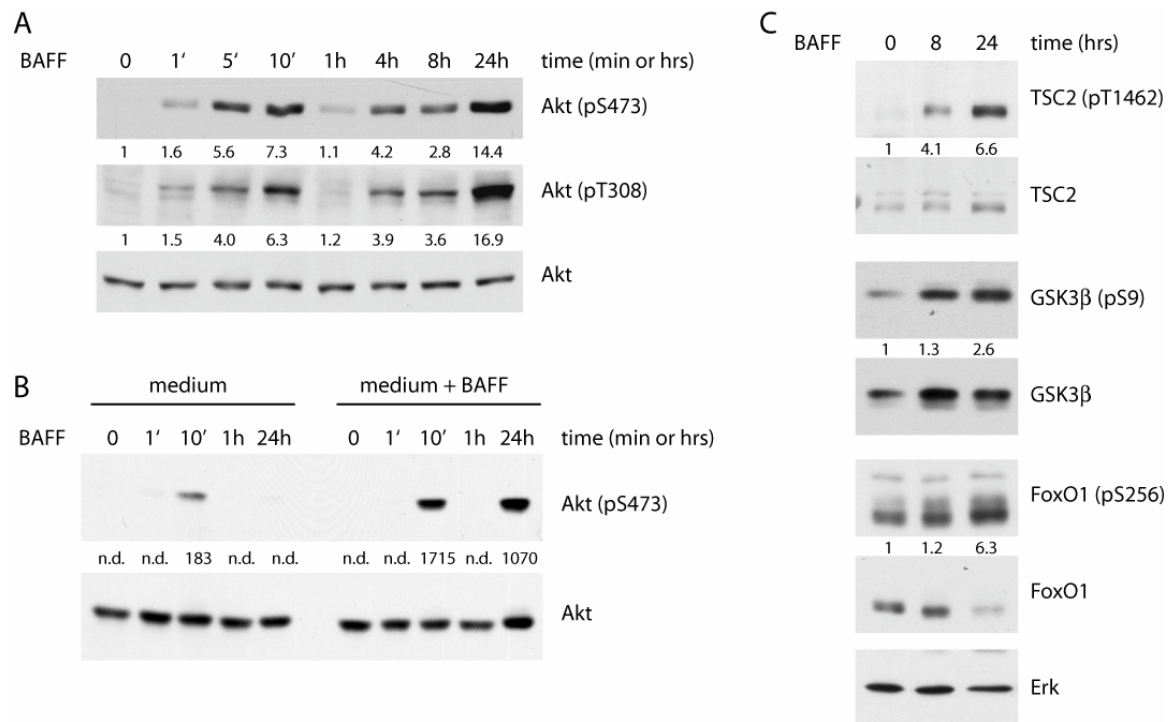 A
BAFF 0 1' 5' 10' 1h 4h 8h 24h time (min or hrs)
Akt (pS473)
1 1.6 5.6 7.3 1.1 4.2 2.8 14.4
Akt (pT308)
1 1.5 4.0 6.3 1.2 3.9 3.6 16.9
Akt
B
medium medium + BAFF
BAFF 0 1' 10' 1h 24h 0 1' 10' 1h 24h time (min or hrs)
Akt (pS473)
n.d. n.d. 183 n.d. n.d. n.d. n.d. 1715 n.d. 1070
Akt
C
BAFF 0 8 24 time (hrs)
TSC2 (pT1462)
1 4.1 6.6
TSC2
GSK3β (pS9)
1 1.3 2.6
GSK3β
FoxO1 (pS256)
1 1.2 6.3
FoxO1
Erk